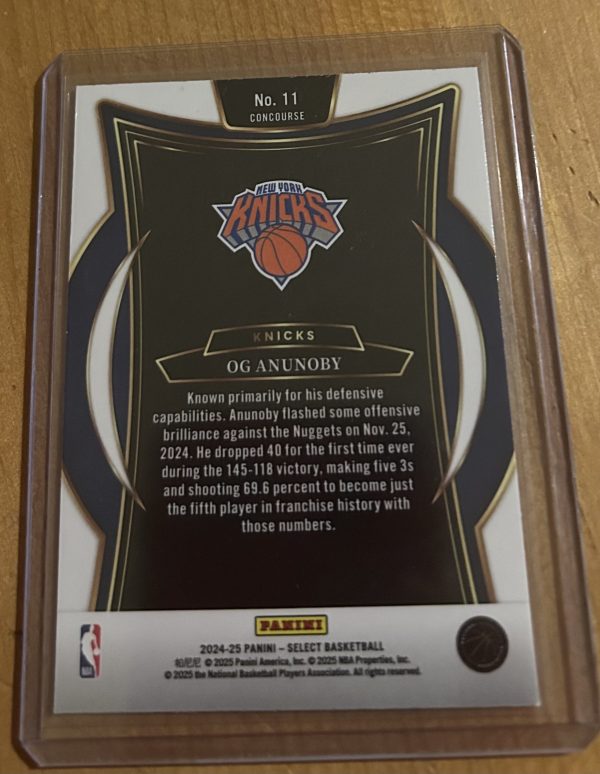 No. 11
CONCOURSE
NEW YORK
KNICKS
KNICKS
OG ANUNOBY
Known primarily for his defensive
capabilities. Anunoby flashed some offensive
brilliance against the Nuggets on Nov. 25,
2024. He dropped 40 for the first time ever
during the 145-118 victory, making five 3s
and shooting 69.6 percent to become just
the fifth player in franchise history with
those numbers.
PANINI
2024-25 PANINI – SELECT BASKETBALL
帕尼尼 © 2025 Panini America, Inc. © 2025 NBA Properties, Inc.
© 2025 the National Basketball Players Association. All rights reserved.
NBA